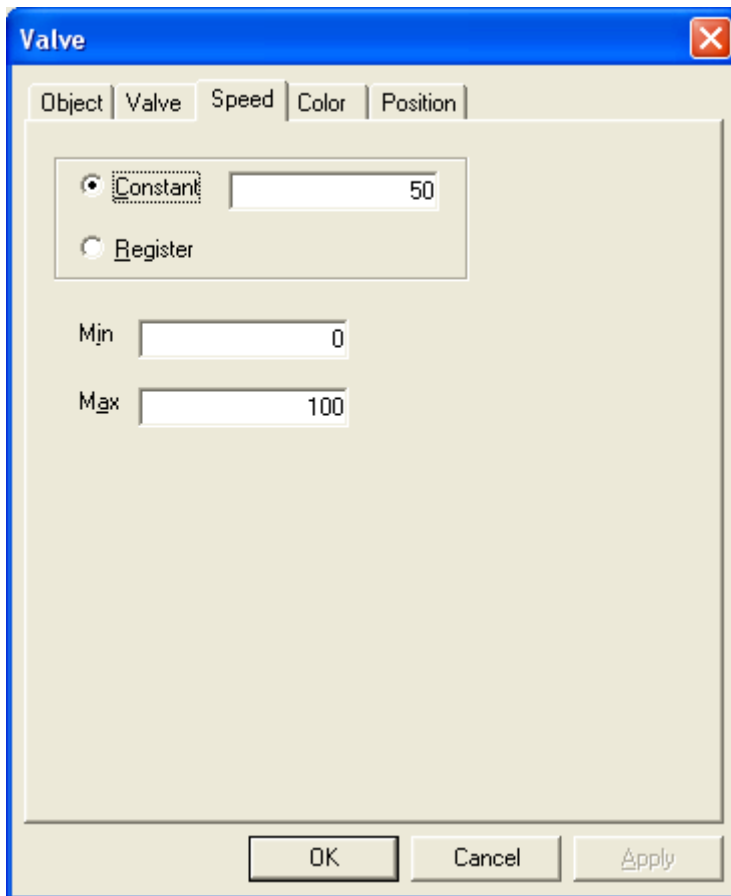 Valve
Object Valve Speed Color Position
Constant 50
Register
Min 0
Max 100
OK Cancel Apply